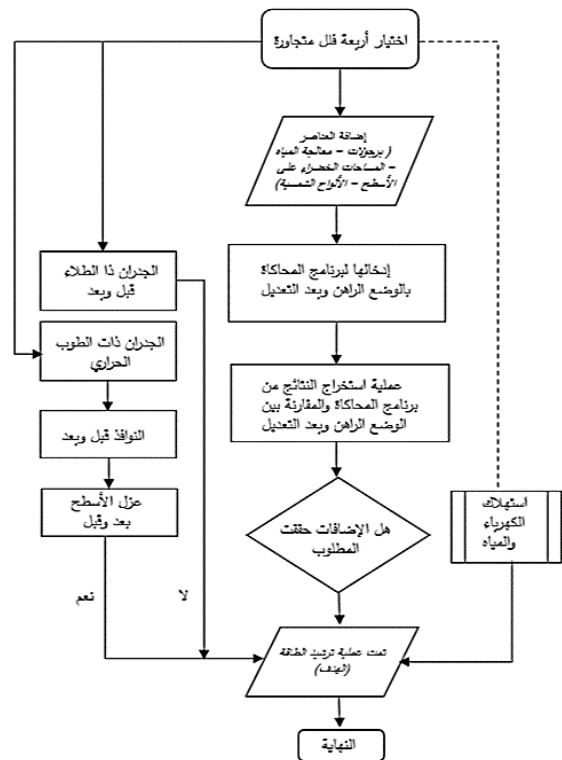 اختيار أربعة فلل متجاورة
إضافة العناصر
( برجولات – معالجة المياه
– المساحات الخضراء على
الأسطح – الألواح الشمسية)
إدخالها لبرنامج المحاكاة
بالوضع الراهن وبعد التعديل
عملية استخراج النتائج من
برنامج المحاكاة والمقارنة بين
الوضع الراهن وبعد التعديل
هل الإضافات حققت
المطلوب
الجدران ذا الطلاء
قبل وبعد
الجدران ذات الطوب
الحراري
النوافذ قبل وبعد
عزل الأسطح
بعد وقبل
نعم
لا
استهلاك
الكهرباء
والمياه
تمت عملية ترشيد الطاقة
(الهدف)
النهاية